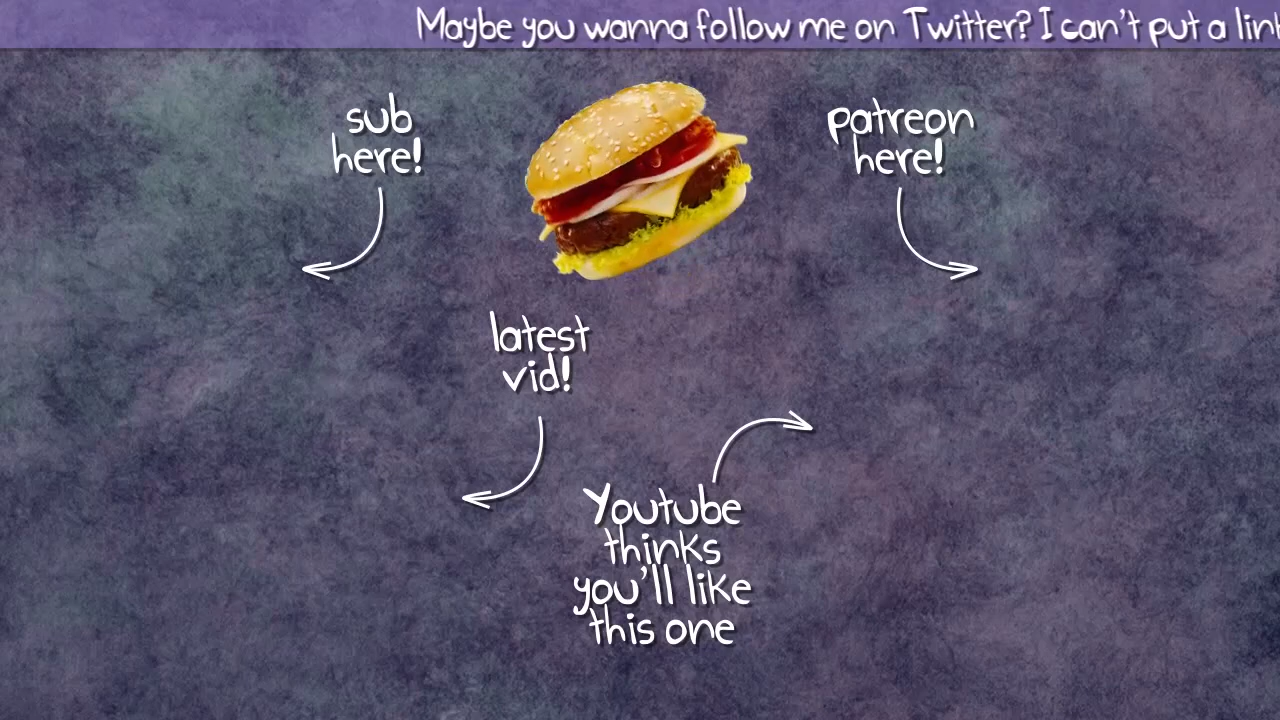 Maybe you wanna follow me on Twitter? I can't put a link
sub
here!
patreon
here!
latest
vid!
Youtube
thinks
you'll like
this one